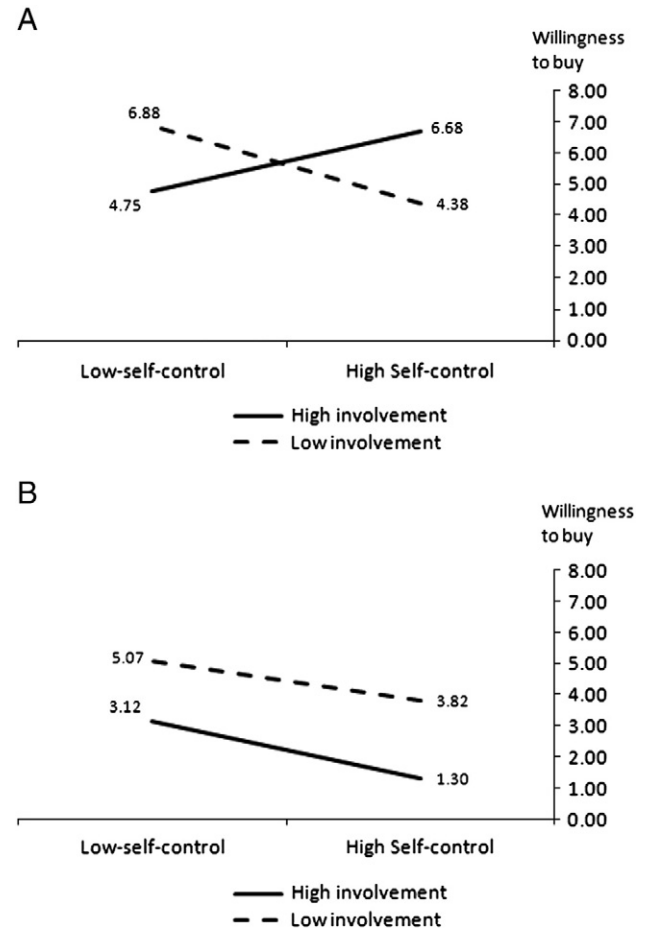 A
Willingness
to buy
8.00
7.00
6.00
5.00
4.00
3.00
2.00
1.00
0.00
6.88
6.68
4.75
4.38
Low-self-control
High Self-control
High involvement
Low involvement
B
Willingness
to buy
8.00
7.00
6.00
5.00
4.00
3.00
2.00
1.00
0.00
5.07
3.82
3.12
1.30
Low-self-control
High Self-control
High involvement
Low involvement